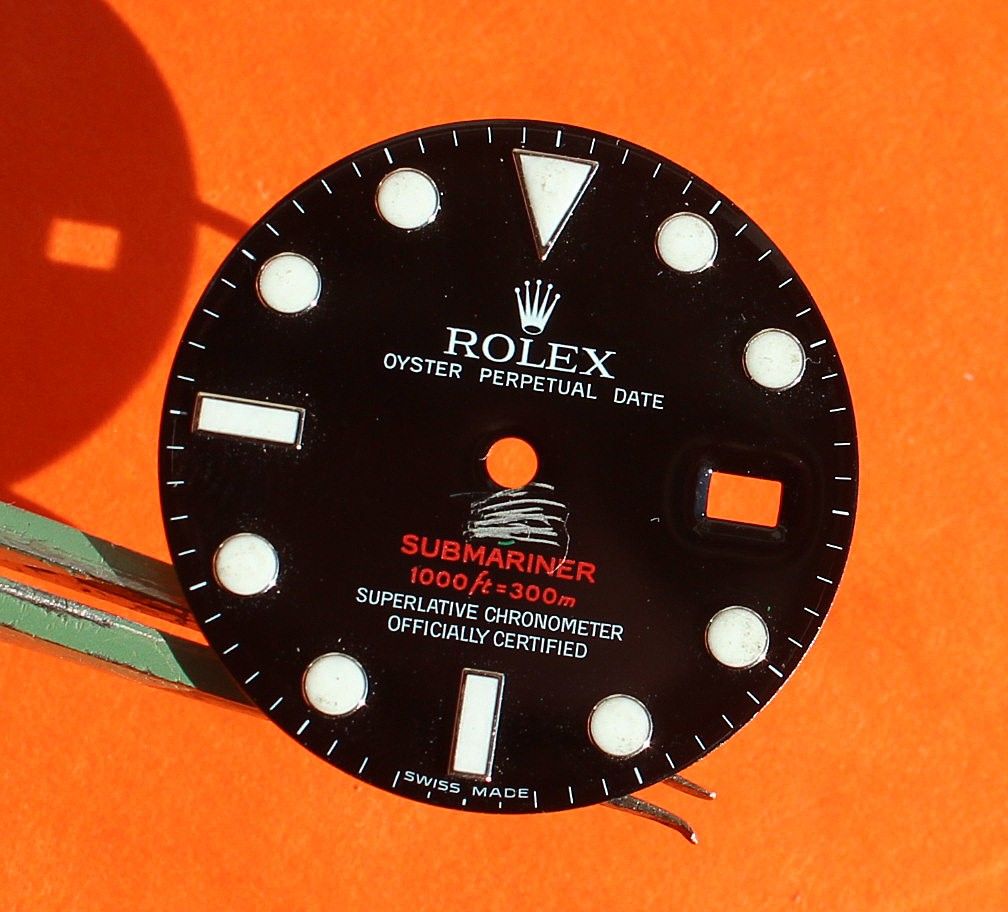 ROLEX
OYSTER PERPETUAL DATE
SUBMARINER
1000ft=300m
SUPERLATIVE CHRONOMETER
OFFICIALLY CERTIFIED
SWISS MADE